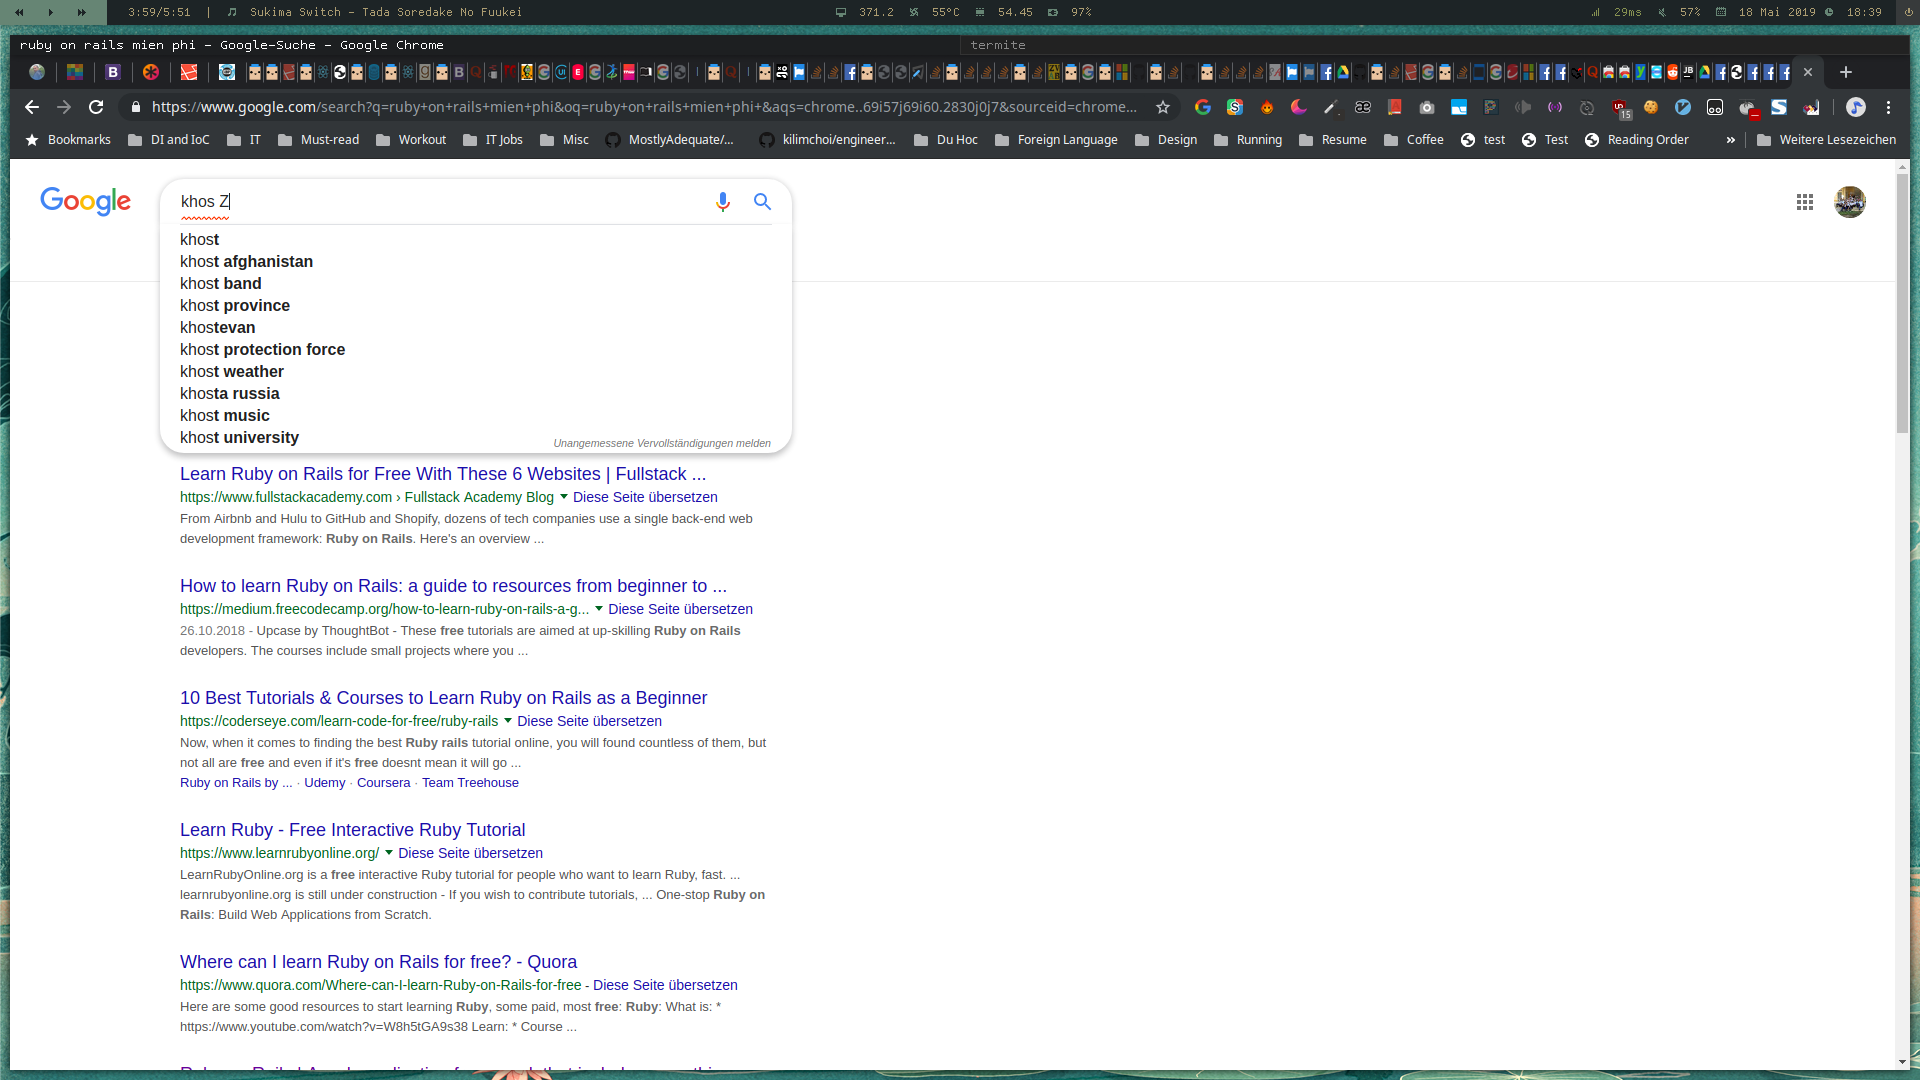 3:59/5:51 | Sukima Switch - Tada Soredake No Fuukei 371.2 55°C 54.45 97% 29ms 57% 18 Mai 2019 18:39
ruby on rails mien phi - Google-Suche - Google Chrome termite
https://www.google.com/search?q=ruby+on+rails+mien+phi&oq=ruby+on+rails+mien+phi+&aqs=chrome..69i57j69i60.2830j0j7&sourceid=chrome... 15
Bookmarks DI and IoC IT Must-read Workout IT Jobs Misc MostlyAdequate/... kilimchoi/engineer... Du Hoc Foreign Language Design Running Resume Coffee test Test Reading Order » Weitere Lesezeichen
Google khos Z
khost
khost afghanistan
khost band
khost province
khostevan
khost protection force
khost weather
khosta russia
khost music
khost university
Unangemessene Vervollständigungen melden
Learn Ruby on Rails for Free With These 6 Websites | Fullstack ...
https://www.fullstackacademy.com › Fullstack Academy Blog Diese Seite übersetzen
From Airbnb and Hulu to GitHub and Shopify, dozens of tech companies use a single back-end web
development framework: Ruby on Rails. Here's an overview ...
How to learn Ruby on Rails: a guide to resources from beginner to ...
https://medium.freecodecamp.org/how-to-learn-ruby-on-rails-a-g... Diese Seite übersetzen
26.10.2018 - Upcase by ThoughtBot - These free tutorials are aimed at up-skilling Ruby on Rails
developers. The courses include small projects where you ...
10 Best Tutorials & Courses to Learn Ruby on Rails as a Beginner
https://coderseye.com/learn-code-for-free/ruby-rails Diese Seite übersetzen
Now, when it comes to finding the best Ruby rails tutorial online, you will found countless of them, but
not all are free and even if it's free doesnt mean it will go ...
Ruby on Rails by ... · Udemy · Coursera · Team Treehouse
Learn Ruby - Free Interactive Ruby Tutorial
https://www.learnrubyonline.org/ Diese Seite übersetzen
LearnRubyOnline.org is a free interactive Ruby tutorial for people who want to learn Ruby, fast. ...
learnrubyonline.org is still under construction - If you wish to contribute tutorials, ... One-stop Ruby on
Rails: Build Web Applications from Scratch.
Where can I learn Ruby on Rails for free? - Quora
https://www.quora.com/Where-can-I-learn-Ruby-on-Rails-for-free - Diese Seite übersetzen
Here are some good resources to start learning Ruby, some paid, most free: Ruby: What is: *
https://www.youtube.com/watch?v=W8h5tGA9s38 Learn: * Course ...